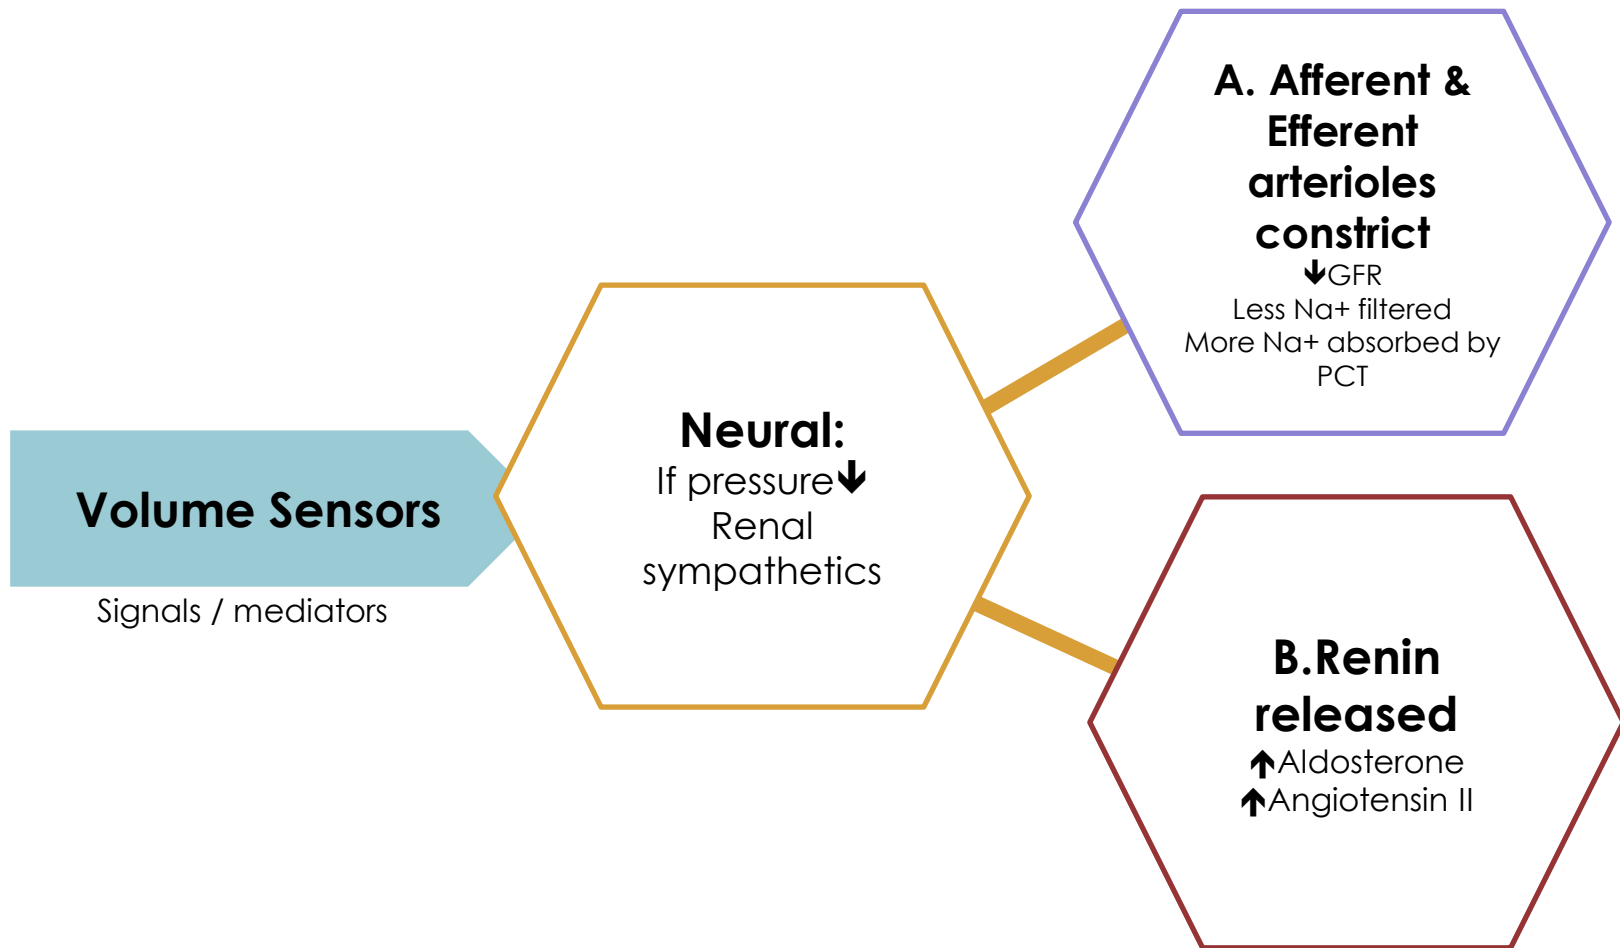 Volume Sensors
Signals / mediators
Neural:
If pressure🡻
Renal
sympathetics
A. Afferent &
Efferent
arterioles
constrict
🡻GFR
Less Na+ filtered
More Na+ absorbed by
PCT
B.Renin
released
🡹Aldosterone
🡹Angiotensin II